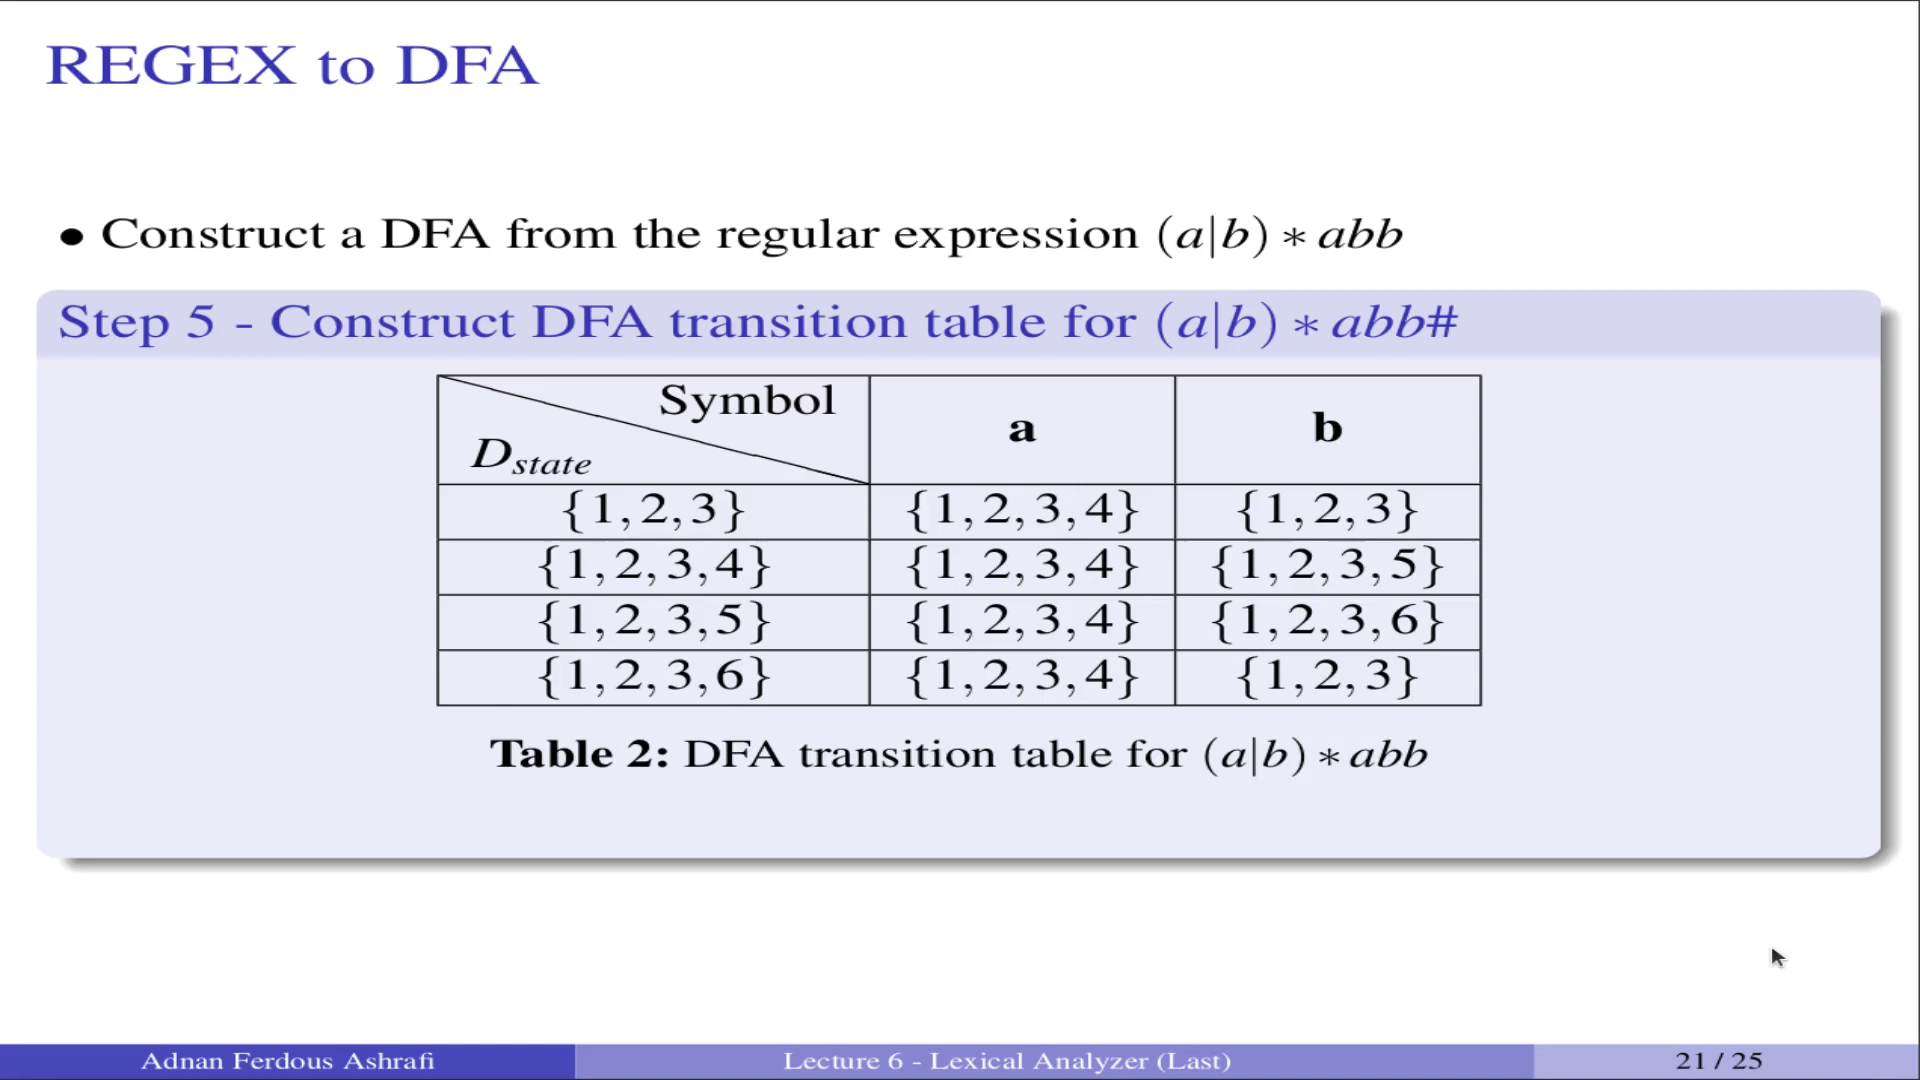 REGEX to DFA
• Construct a DFA from the regular expression (a|b) ∗ abb
Step 5 - Construct DFA transition table for (a|b) ∗ abb#
Symbol
D_state
a
b
{1,2,3} {1,2,3,4} {1,2,3}
{1,2,3,4} {1,2,3,4} {1,2,3,5}
{1,2,3,5} {1,2,3,4} {1,2,3,6}
{1,2,3,6} {1,2,3,4} {1,2,3}
Table 2: DFA transition table for (a|b) ∗ abb
Adnan Ferdous Ashrafi Lecture 6 - Lexical Analyzer (Last) 21 / 25